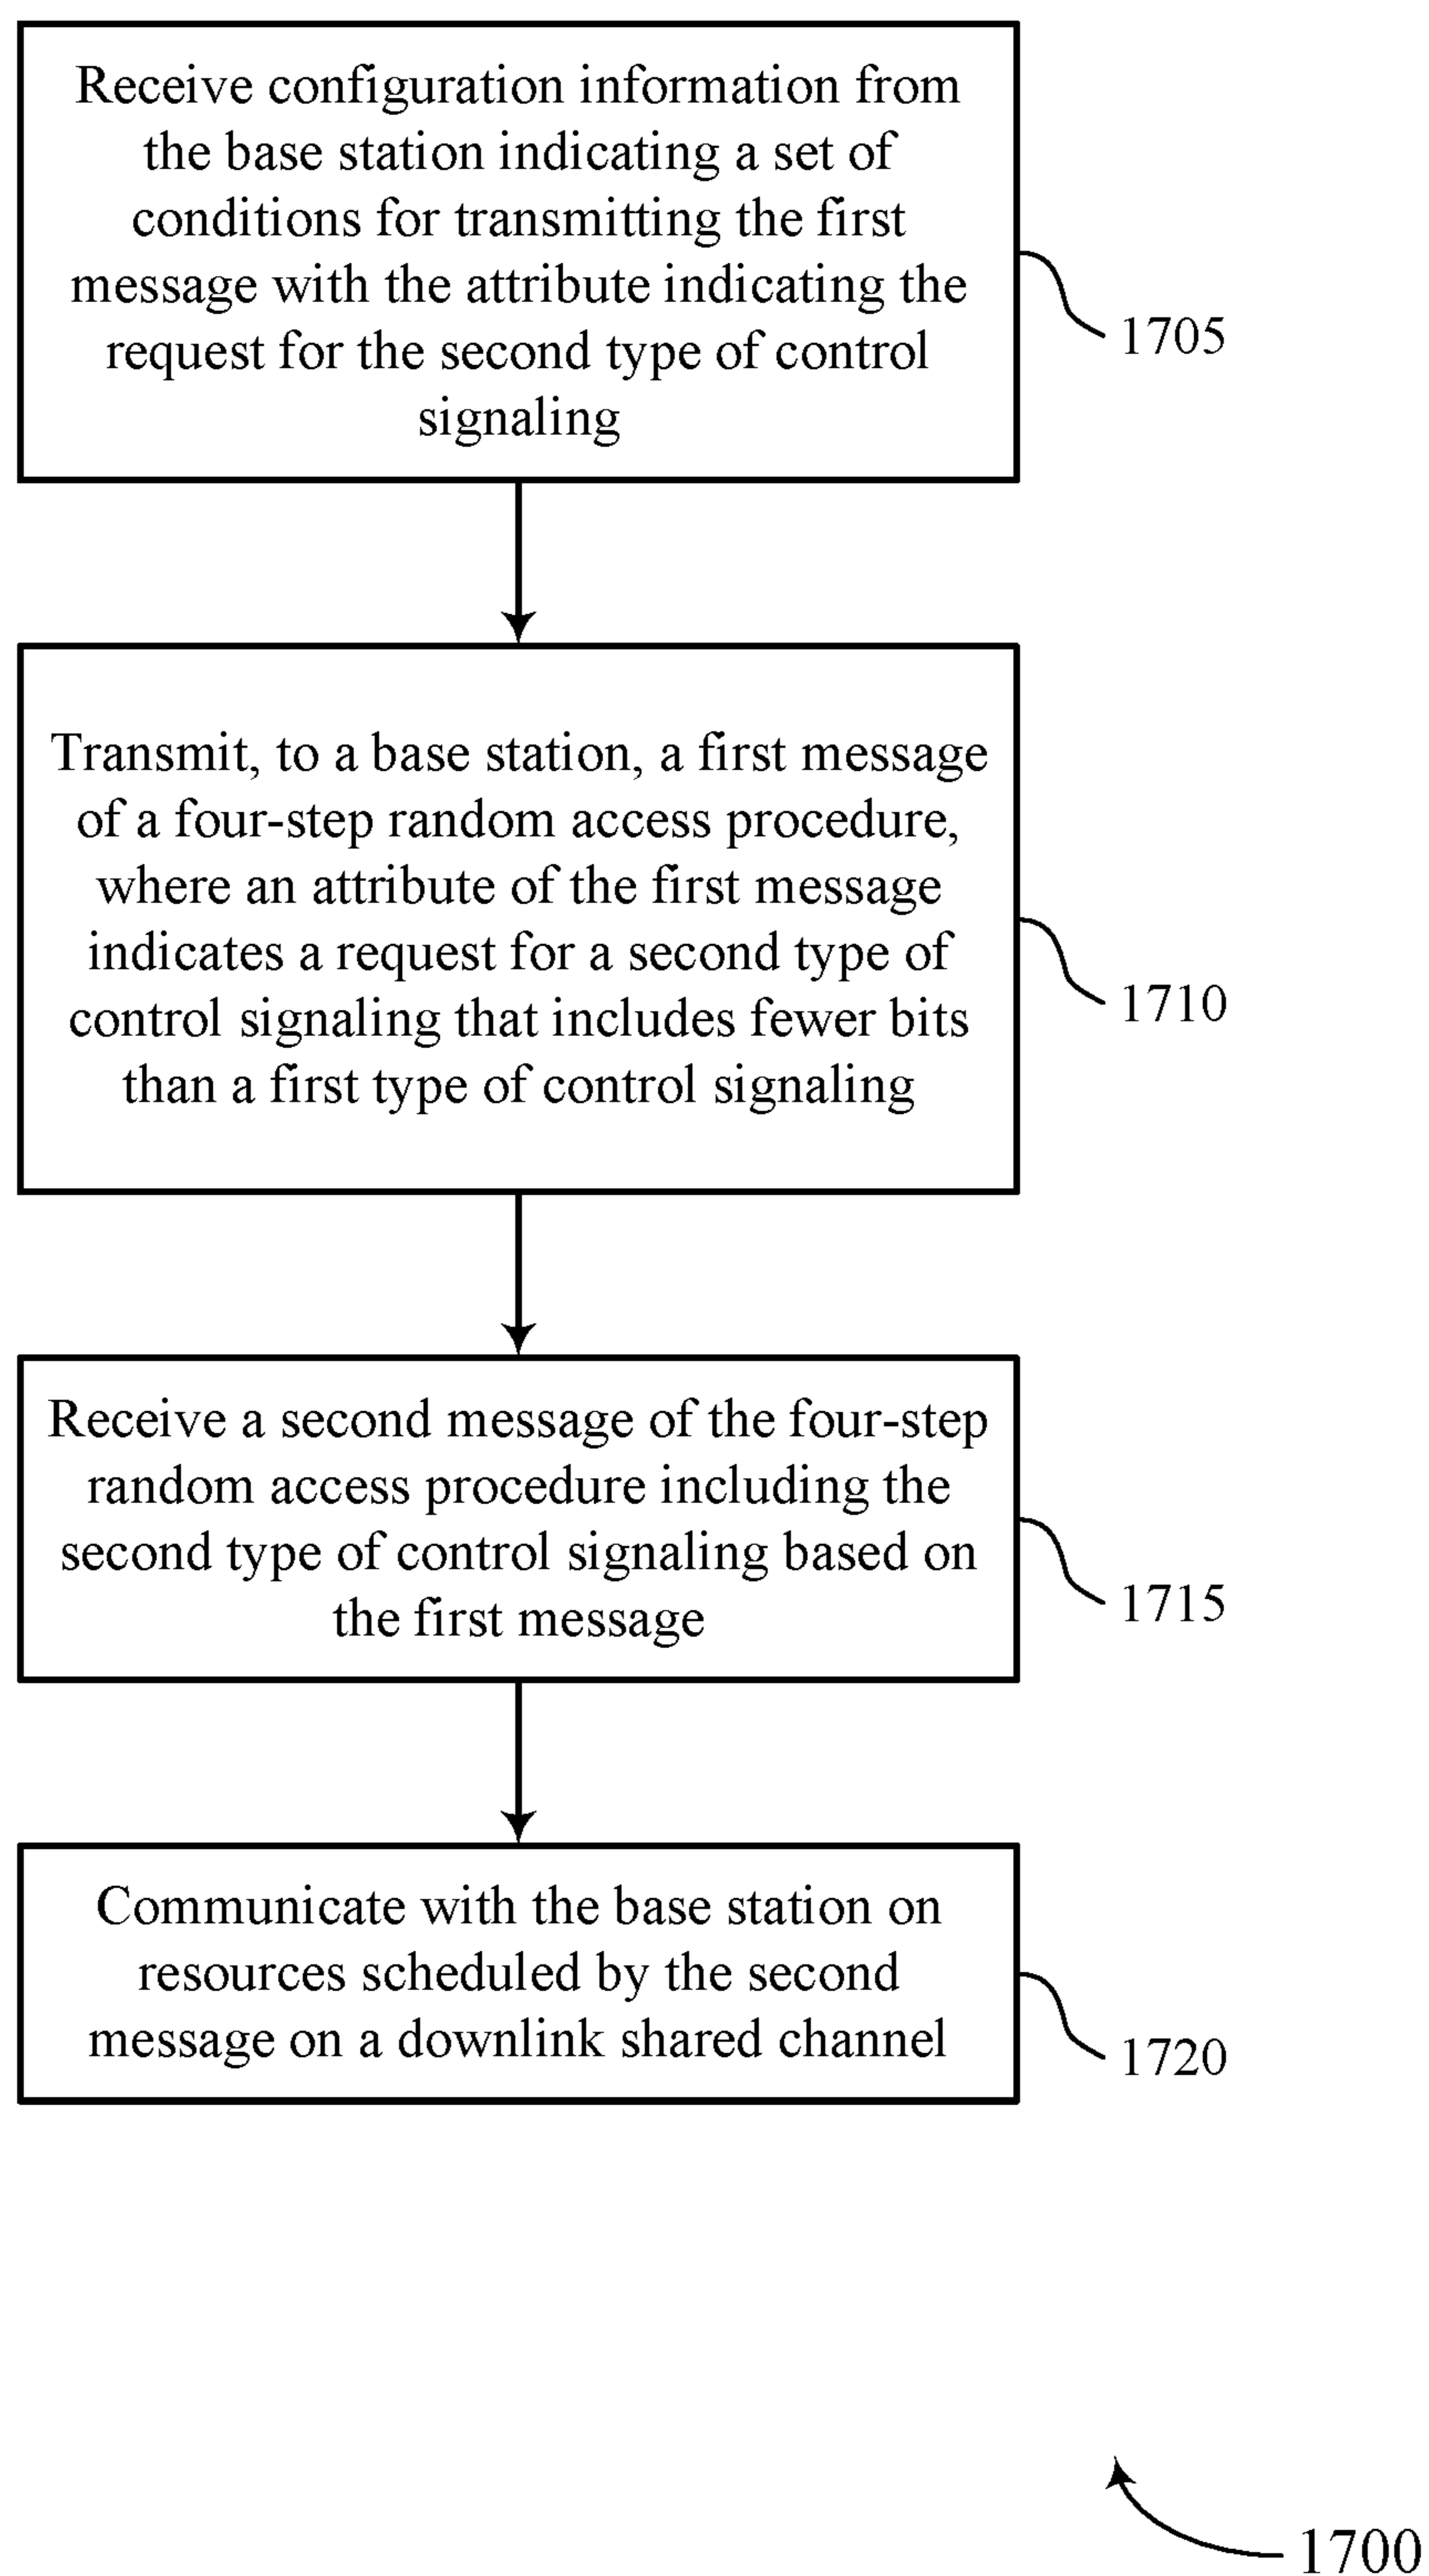 Receive configuration information from
the base station indicating a set of
conditions for transmitting the first
message with the attribute indicating the
request for the second type of control
signaling
1705
Transmit, to a base station, a first message
of a four-step random access procedure,
where an attribute of the first message
indicates a request for a second type of
control signaling that includes fewer bits
than a first type of control signaling
1710
Receive a second message of the four-step
random access procedure including the
second type of control signaling based on
the first message
1715
Communicate with the base station on
resources scheduled by the second
message on a downlink shared channel
1720
1700